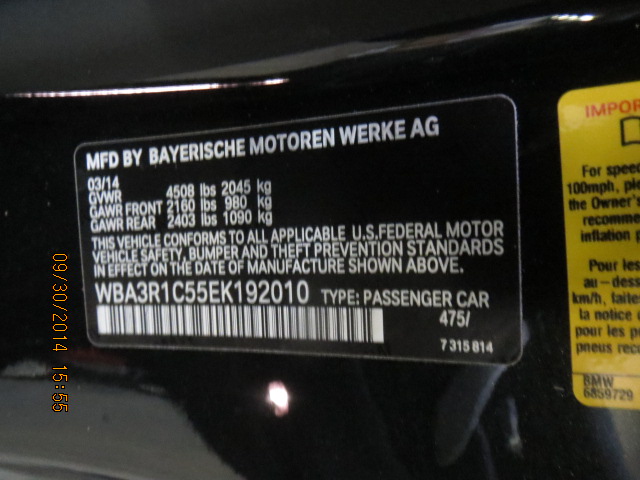 MFD BY BAYERISCHE MOTOREN WERKE AG
03/14
GVWR 4508 lbs 2045 kg
GAWR FRONT 2160 lbs 980 kg
GAWR REAR 2403 lbs 1090 kg
THIS VEHICLE CONFORMS TO ALL APPLICABLE U.S.FEDERAL MOTOR
VEHICLE SAFETY, BUMPER AND THEFT PREVENTION STANDARDS
IN EFFECT ON THE DATE OF MANUFACTURE SHOWN ABOVE.
WBA3R1C55EK192010 TYPE: PASSENGER CAR
475/
7 315 814
IMPOR
For speed
100mph, ple
the Owner's
recomme
inflation p
Pour les
au-dess
km/h, faites
la notice
pour les p
pneus reco
BMW
6859729
09/30/2014 15:55